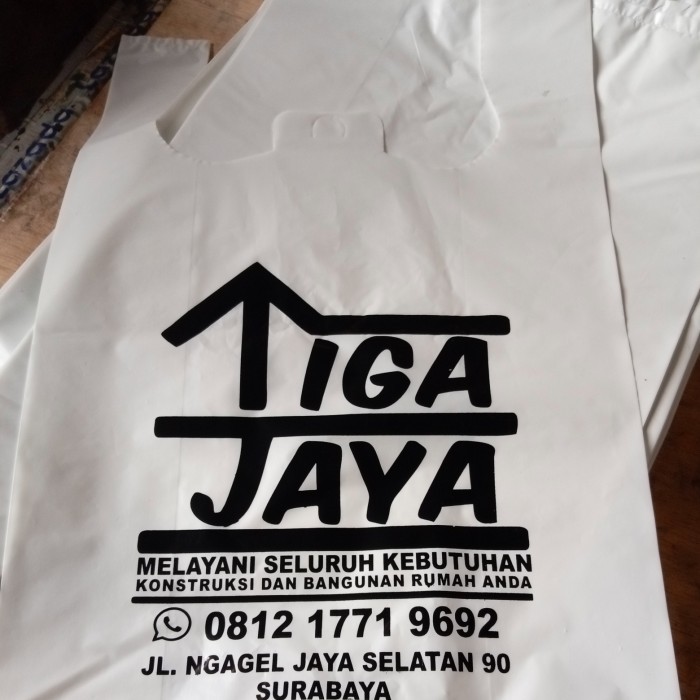 TIGA
JAYA
MELAYANI SELURUH KEBUTUHAN
KONSTRUKSI DAN BANGUNAN RUMAH ANDA
0812 1771 9692
JL. NGAGEL JAYA SELATAN 90
SURABAYA